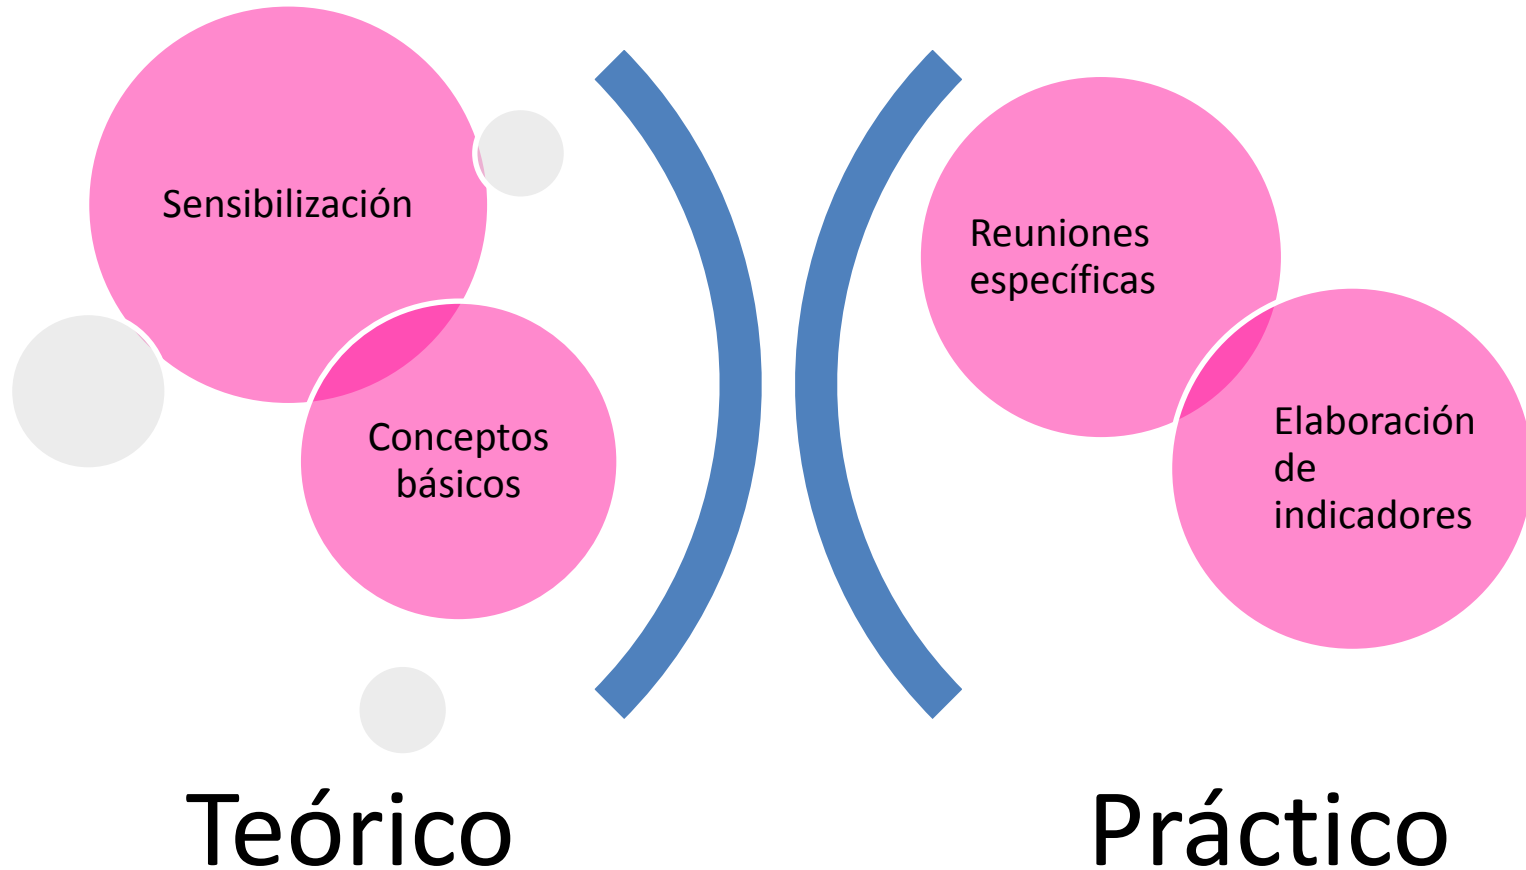 Sensibilización
Conceptos
básicos
Reuniones
específicas
Elaboración
de
indicadores
Teórico
Práctico